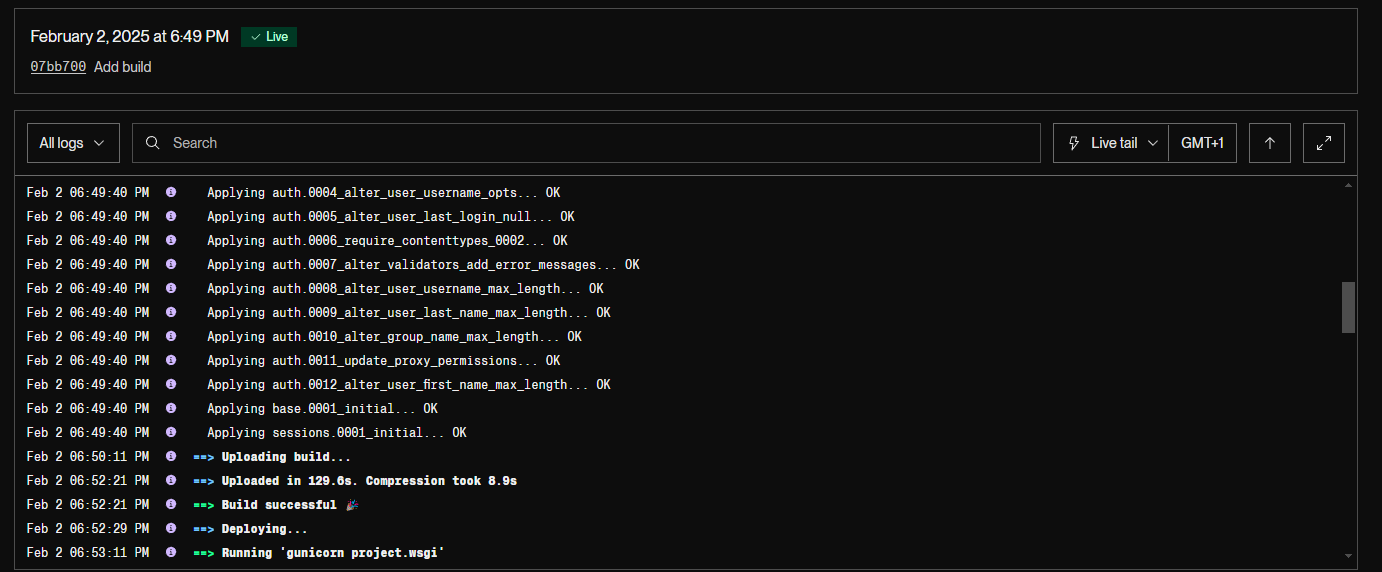 February 2, 2025 at 6:49 PM ✓ Live
07bb700 Add build
All logs Search Live tail GMT+1
Feb 2 06:49:40 PM Applying auth.0004_alter_user_username_opts... OK
Feb 2 06:49:40 PM Applying auth.0005_alter_user_last_login_null... OK
Feb 2 06:49:40 PM Applying auth.0006_require_contenttypes_0002... OK
Feb 2 06:49:40 PM Applying auth.0007_alter_validators_add_error_messages... OK
Feb 2 06:49:40 PM Applying auth.0008_alter_user_username_max_length... OK
Feb 2 06:49:40 PM Applying auth.0009_alter_user_last_name_max_length... OK
Feb 2 06:49:40 PM Applying auth.0010_alter_group_name_max_length... OK
Feb 2 06:49:40 PM Applying auth.0011_update_proxy_permissions... OK
Feb 2 06:49:40 PM Applying auth.0012_alter_user_first_name_max_length... OK
Feb 2 06:49:40 PM Applying base.0001_initial... OK
Feb 2 06:49:40 PM Applying sessions.0001_initial... OK
Feb 2 06:50:11 PM ==> Uploading build...
Feb 2 06:52:21 PM ==> Uploaded in 129.6s. Compression took 8.9s
Feb 2 06:52:21 PM ==> Build successful 🎉
Feb 2 06:52:29 PM ==> Deploying...
Feb 2 06:53:11 PM ==> Running 'gunicorn project.wsgi'